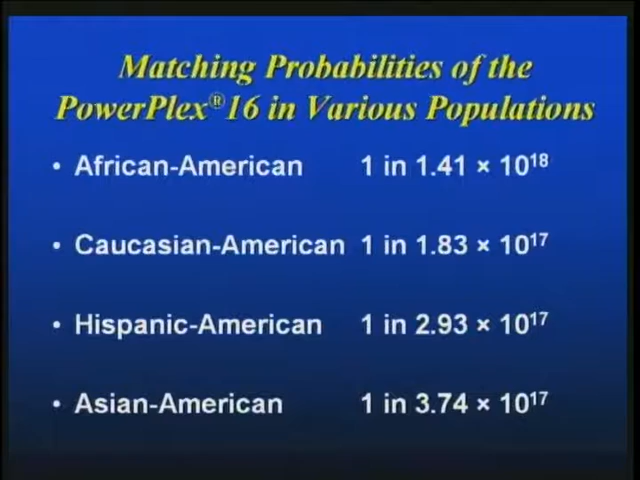 Matching Probabilities of the
PowerPlex®16 in Various Populations
• African-American 1 in 1.41 × 10¹⁸
• Caucasian-American 1 in 1.83 × 10¹⁷
• Hispanic-American 1 in 2.93 × 10¹⁷
• Asian-American 1 in 3.74 × 10¹⁷